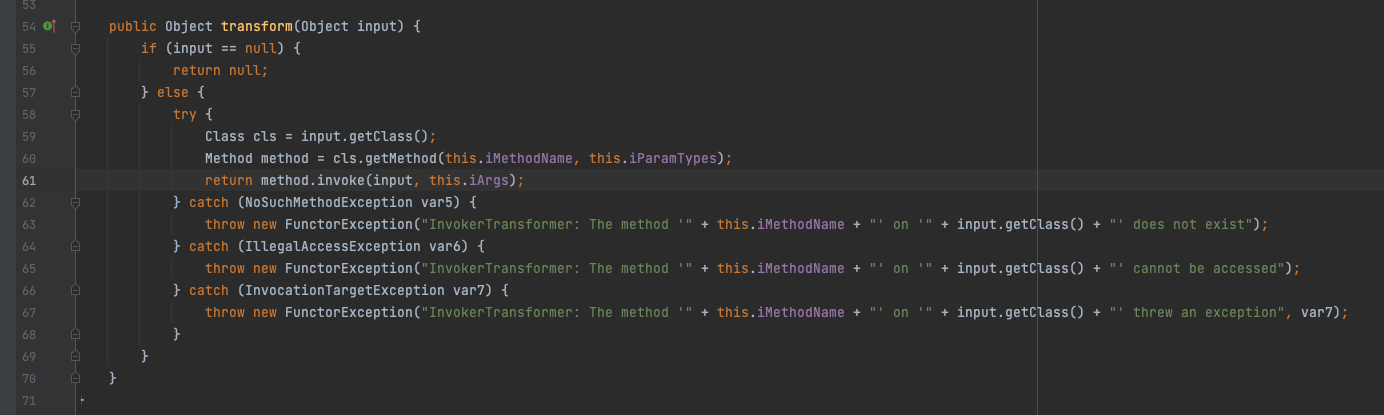 53
54 public Object transform(Object input) {
55 if (input == null) {
56 return null;
57 } else {
58 try {
59 Class cls = input.getClass();
60 Method method = cls.getMethod(this.iMethodName, this.iParamTypes);
61 return method.invoke(input, this.iArgs);
62 } catch (NoSuchMethodException var5) {
63 throw new FunctorException("InvokerTransformer: The method '" + this.iMethodName + "' on '" + input.getClass() + "' does not exist");
64 } catch (IllegalAccessException var6) {
65 throw new FunctorException("InvokerTransformer: The method '" + this.iMethodName + "' on '" + input.getClass() + "' cannot be accessed");
66 } catch (InvocationTargetException var7) {
67 throw new FunctorException("InvokerTransformer: The method '" + this.iMethodName + "' on '" + input.getClass() + "' threw an exception", var7);
68 }
69 }
70 }
71 }